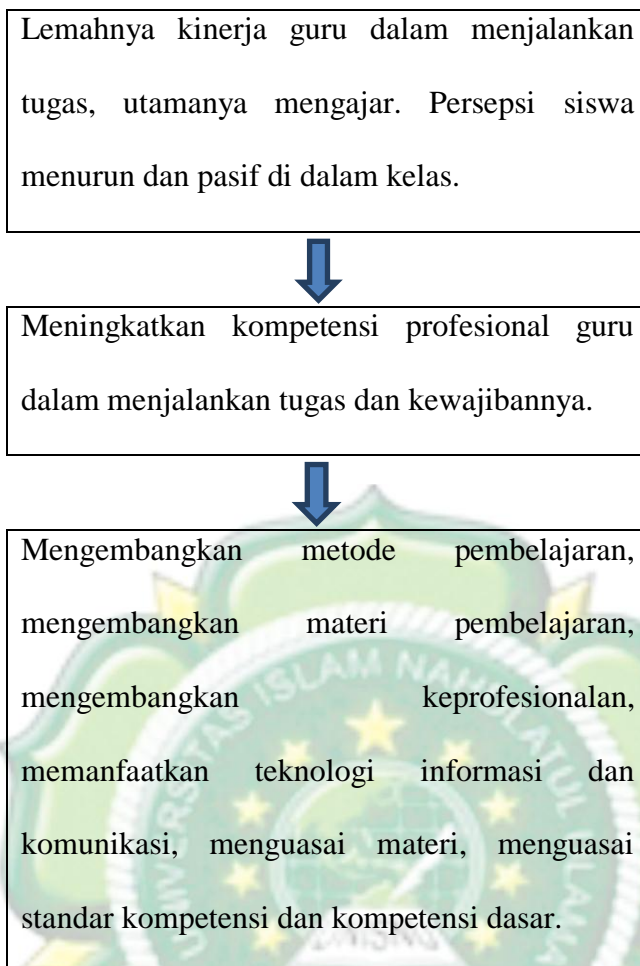 Lemahnya kinerja guru dalam menjalankan
tugas, utamanya mengajar. Persepsi siswa
menurun dan pasif di dalam kelas.
Meningkatkan kompetensi profesional guru
dalam menjalankan tugas dan kewajibannya.
Mengembangkan metode pembelajaran,
mengembangkan materi pembelajaran,
mengembangkan keprofesionalan,
memanfaatkan teknologi informasi dan
komunikasi, menguasai materi, menguasai
standar kompetensi dan kompetensi dasar.
ISLAM